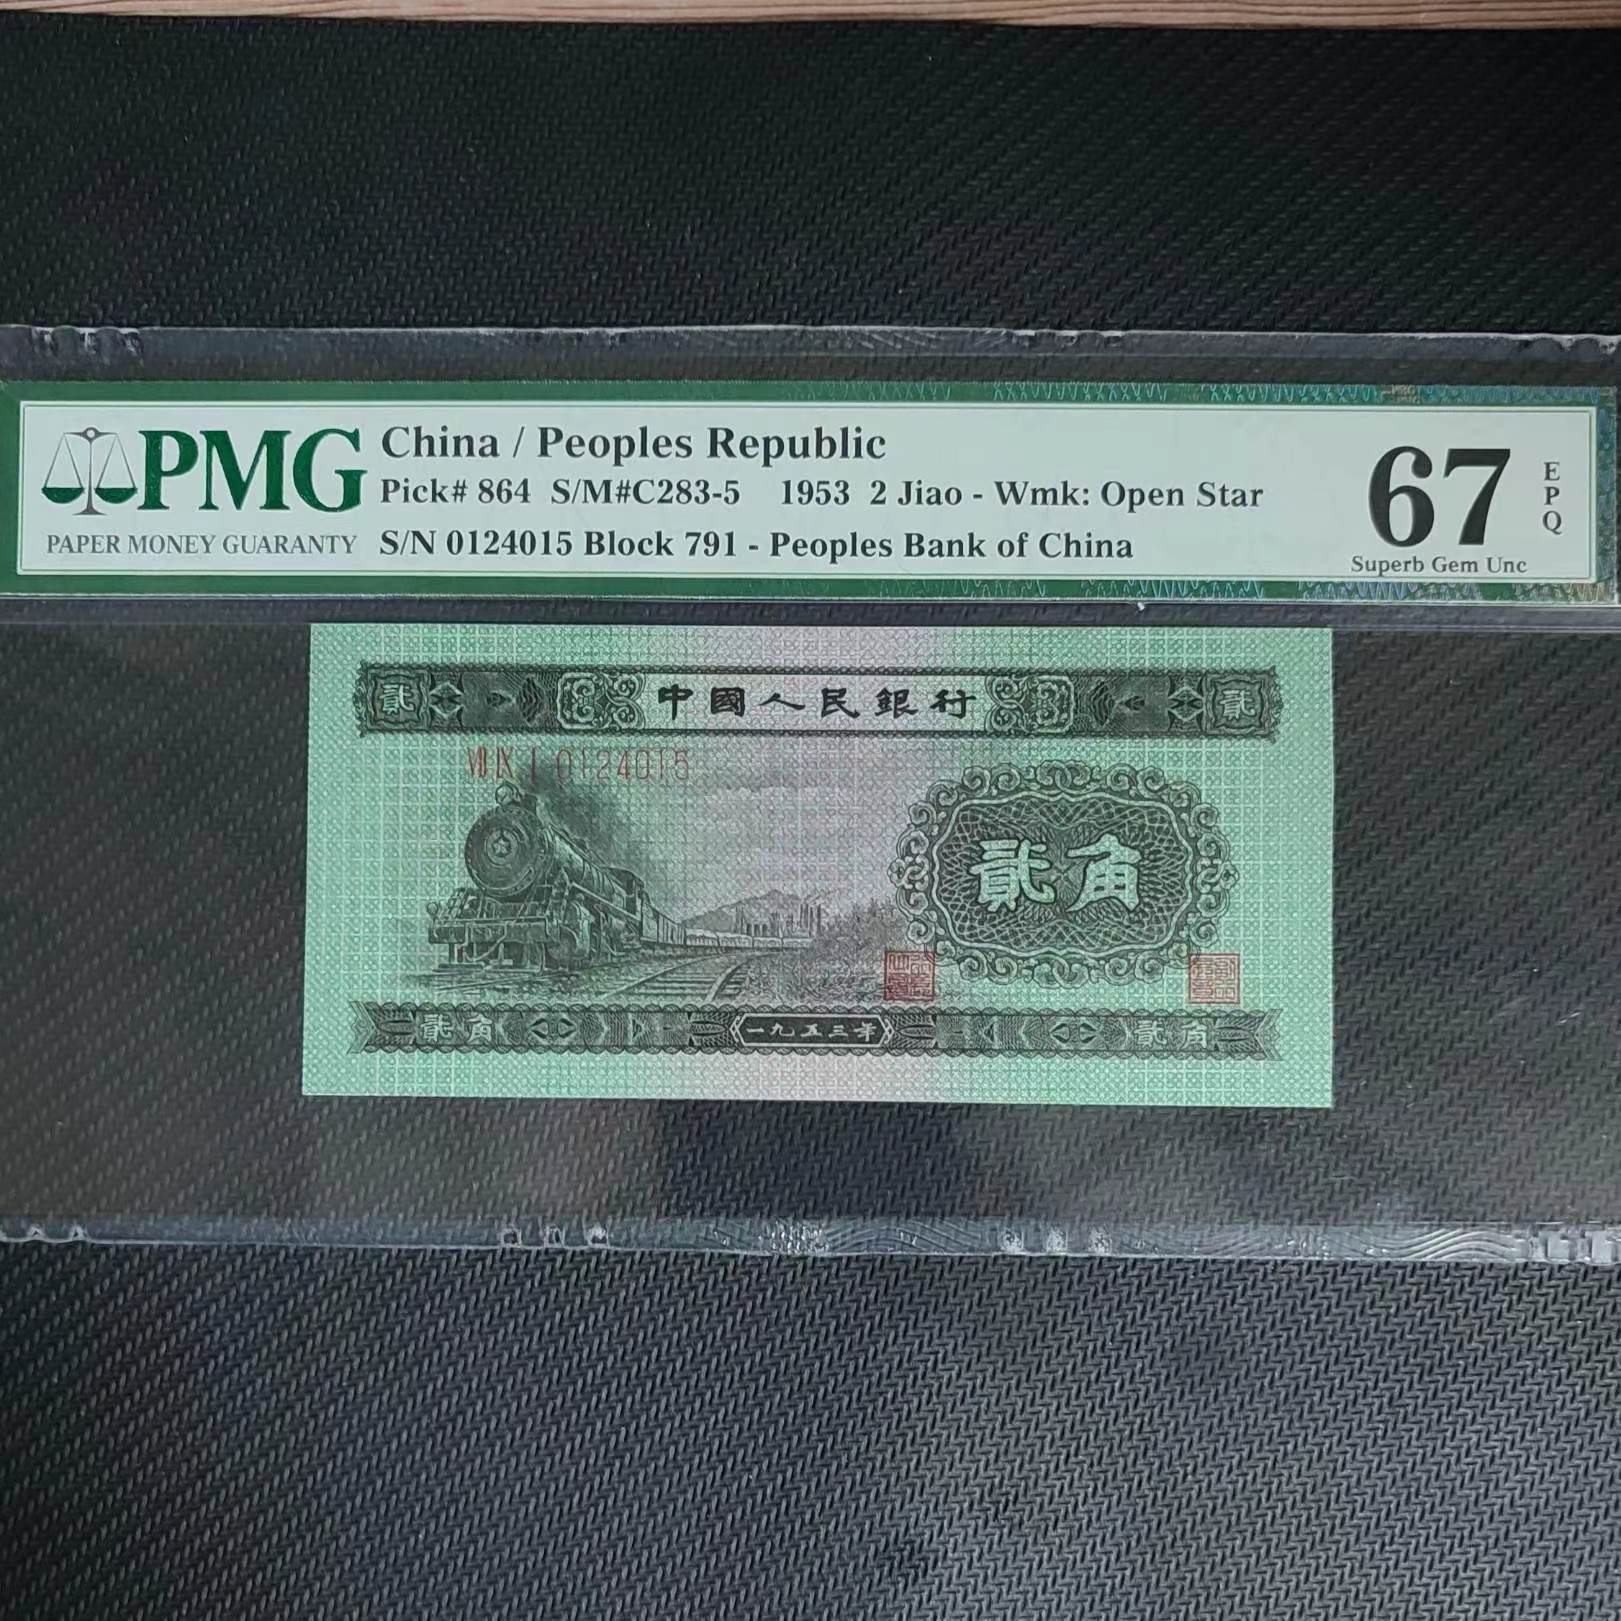 PMG
PAPER MONEY GUARANTY
China / Peoples Republic
Pick# 864 S/M#C283-5 1953 2 Jiao - Wmk: Open Star
S/N 0124015 Block 791 - Peoples Bank of China
67
EPQ
Superb Gem Unc
貳 中國人民銀行 貳
VII IX I 0124015
貳角
貳角 一九五三年 貳角